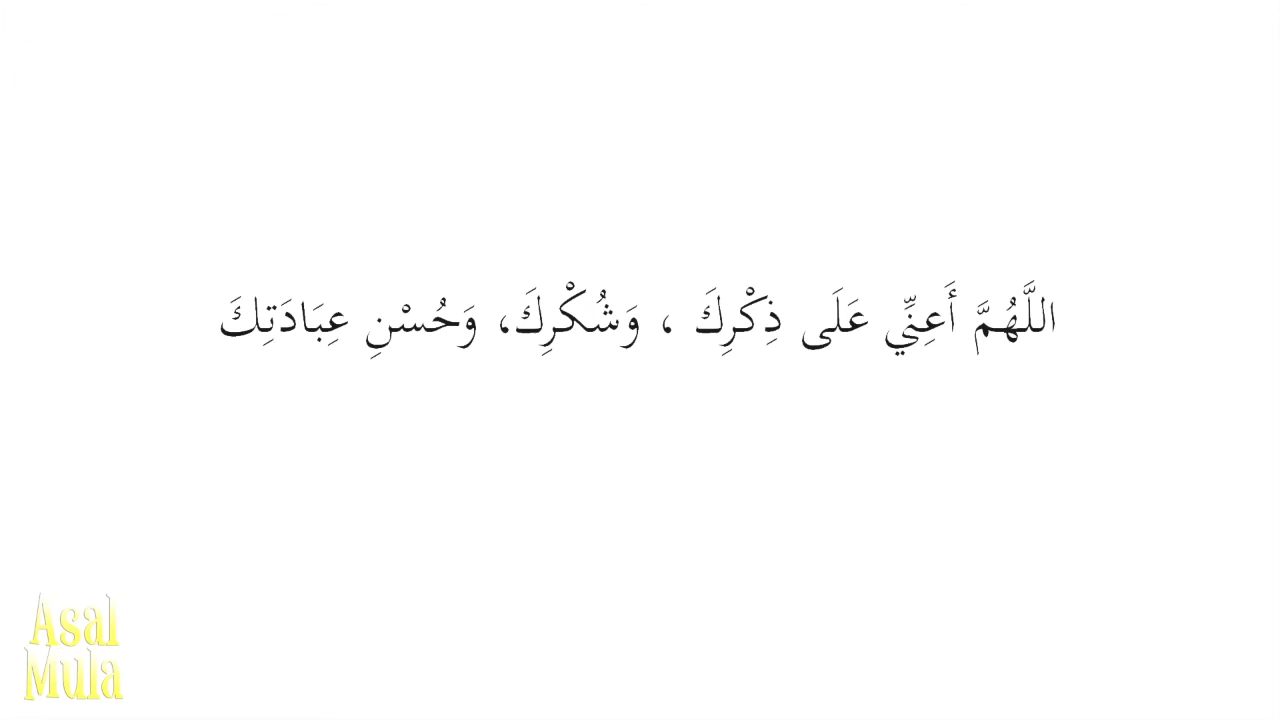 اللَّهُمَّ أَعِنِّي عَلَى ذِكْرِكَ ، وَشُكْرِكَ، وَحُسْنِ عِبَادَتِكَ
Asal
Mula